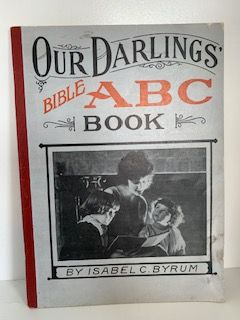 OUR DARLINGS'
BIBLE ABC
BOOK
BY ISABEL C. BYRUM